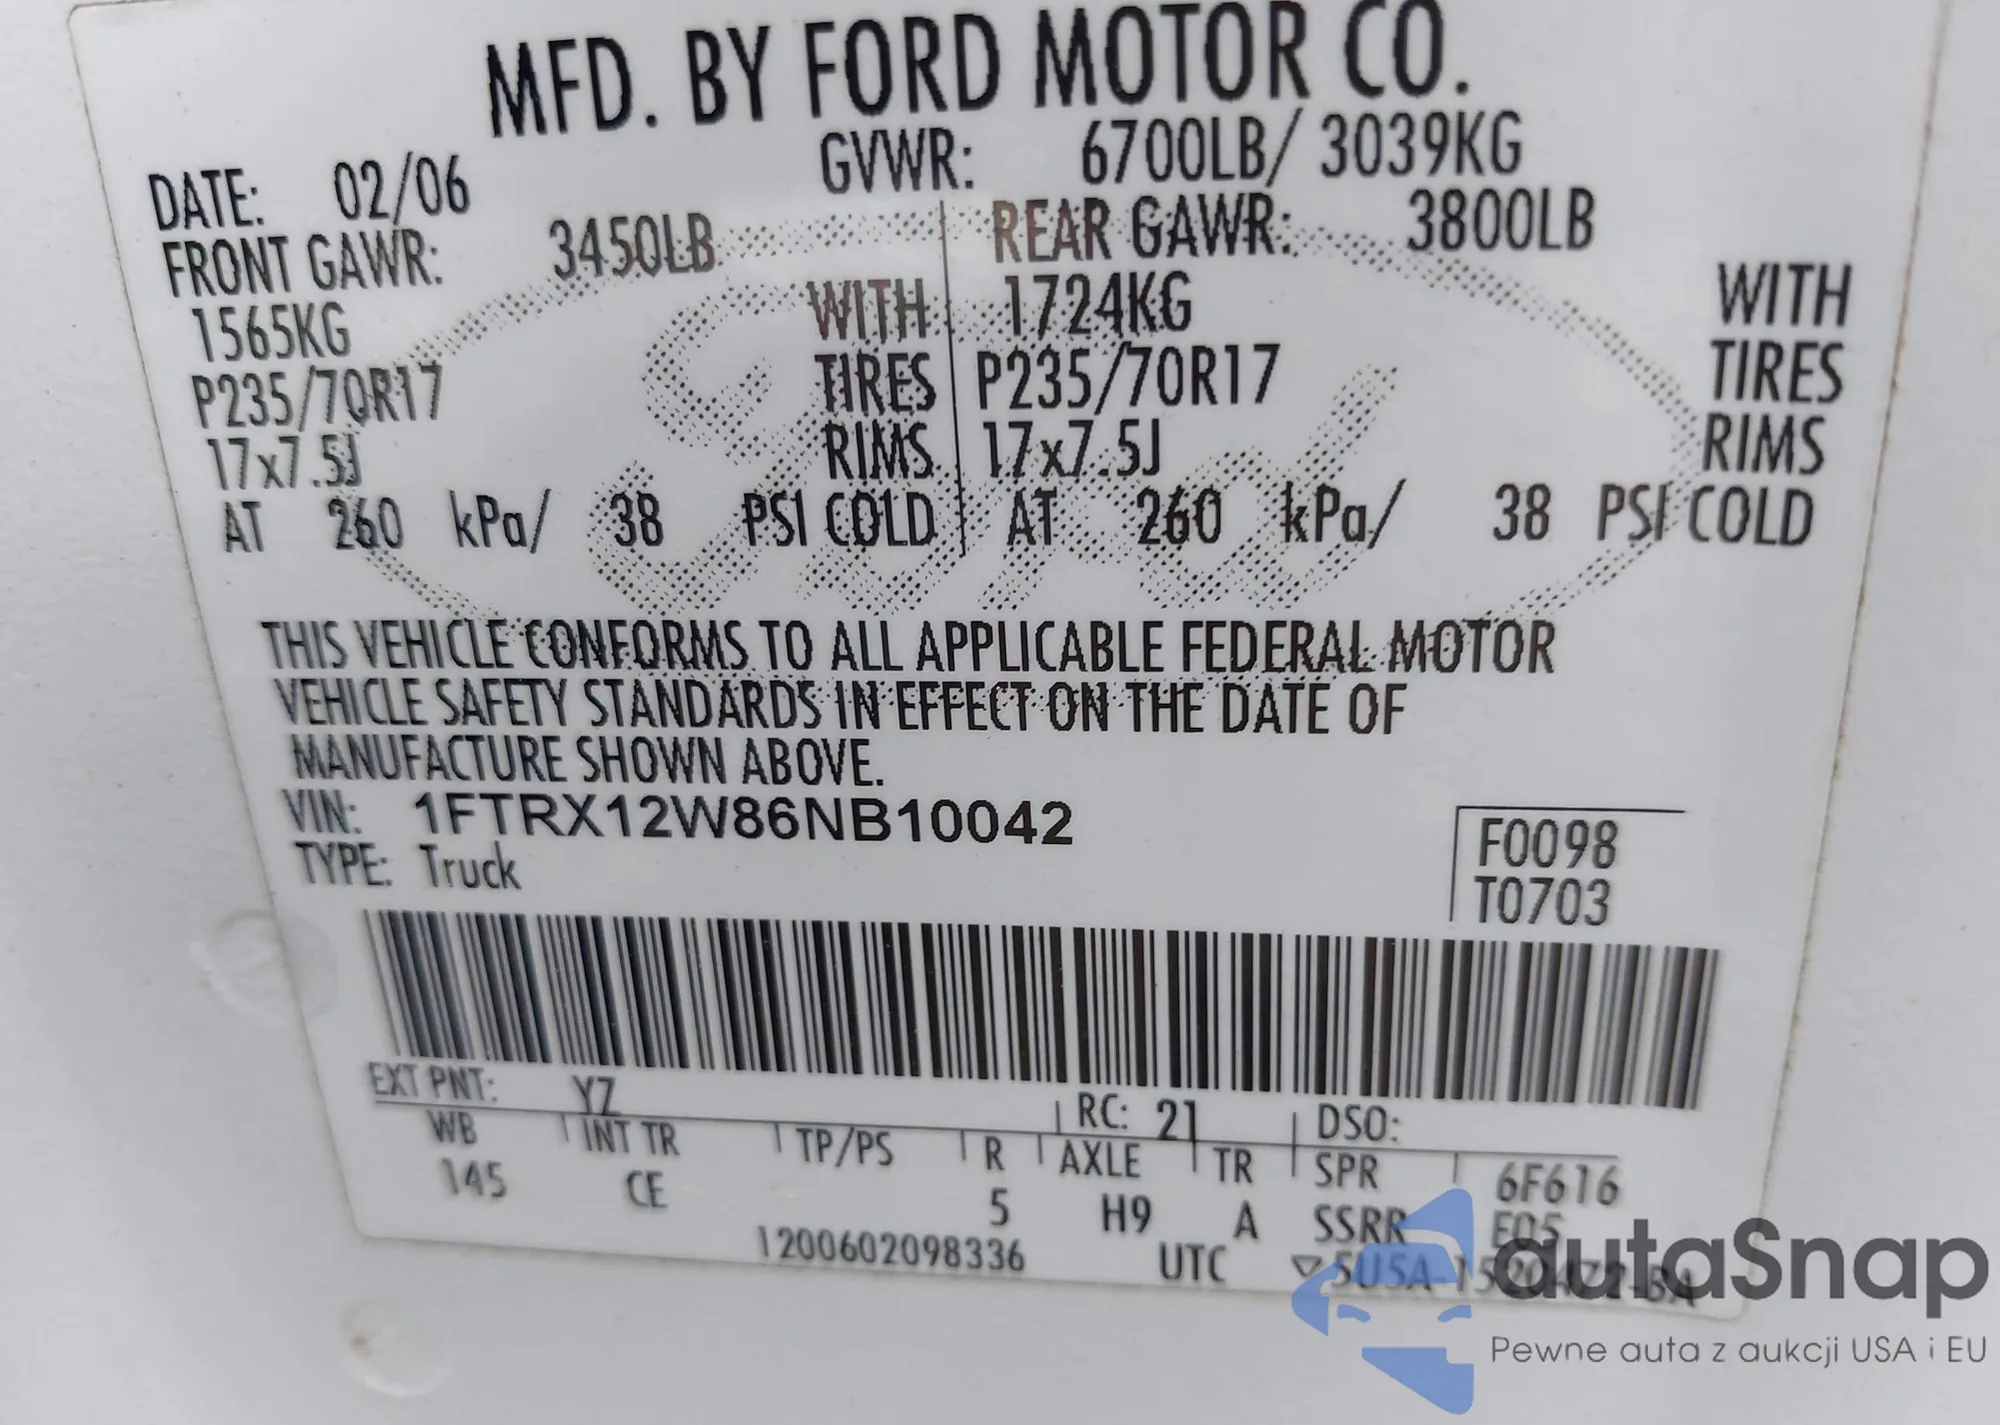 MFD. BY FORD MOTOR CO.
DATE: 02/06 GVWR: 6700LB/ 3039KG
FRONT GAWR: 3450LB REAR GAWR: 3800LB
1565KG WITH 1724KG WITH
P235/70R17 TIRES P235/70R17 TIRES
17x7.5J RIMS 17x7.5J RIMS
AT 260 kPa/ 38 PSI COLD AT 260 kPa/ 38 PSI COLD
THIS VEHICLE CONFORMS TO ALL APPLICABLE FEDERAL MOTOR
VEHICLE SAFETY STANDARDS IN EFFECT ON THE DATE OF
MANUFACTURE SHOWN ABOVE.
VIN: 1FTRX12W86NB10042
TYPE: Truck
F0098
T0703
EXT PNT: YZ RC: 21 DSO:
WB INT TR TP/PS R AXLE TR SPR 6F616
145 CE 5 H9 A SSRR E05
1200602098336 UTC ▽5U5A-1520472-BA
autaSnap
Pewne auta z aukcji USA i EU